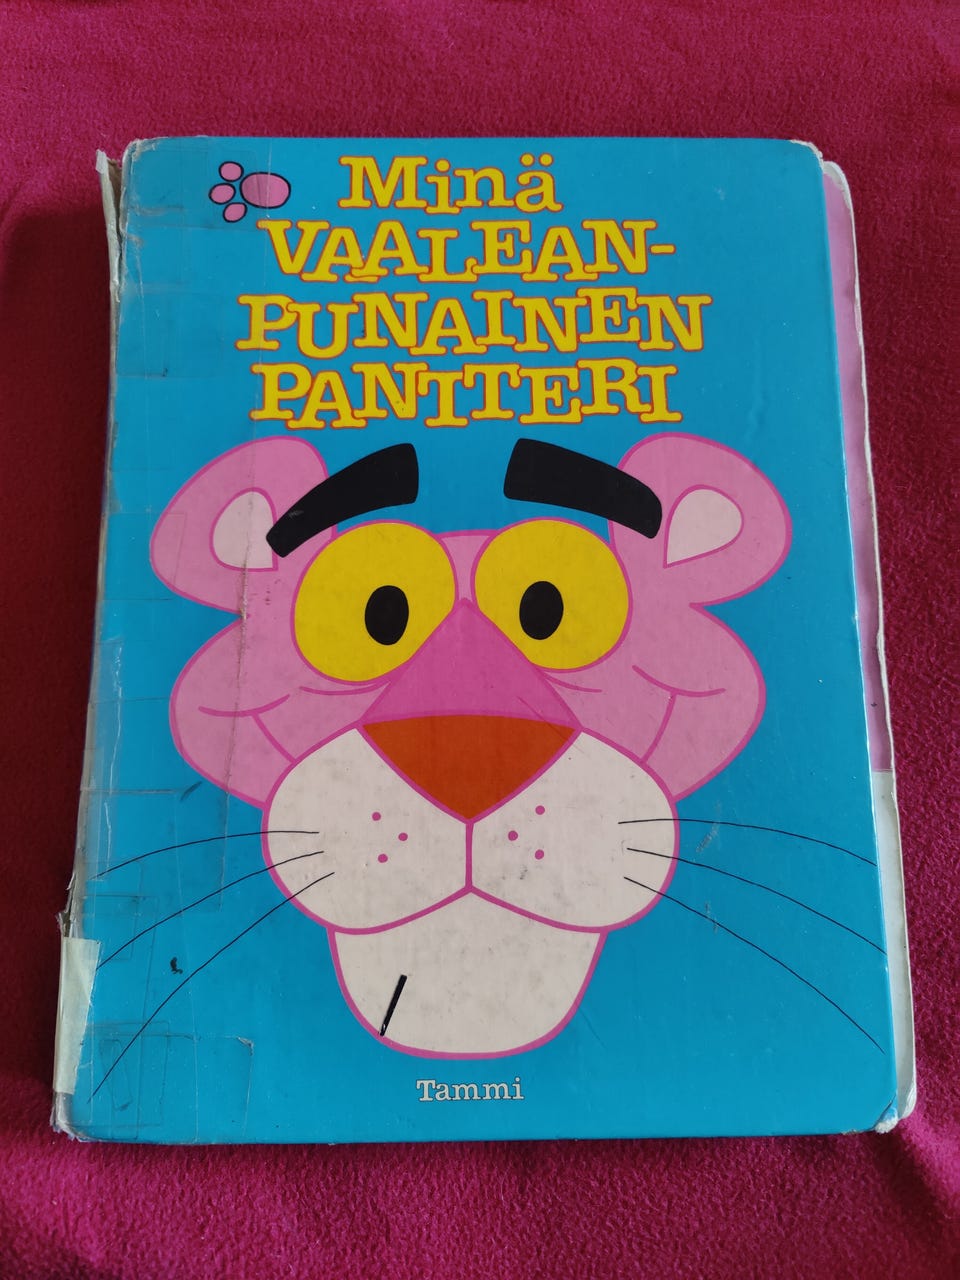 Minä
VAALEAN-
PUNAINEN
PANTTERI
Tammi